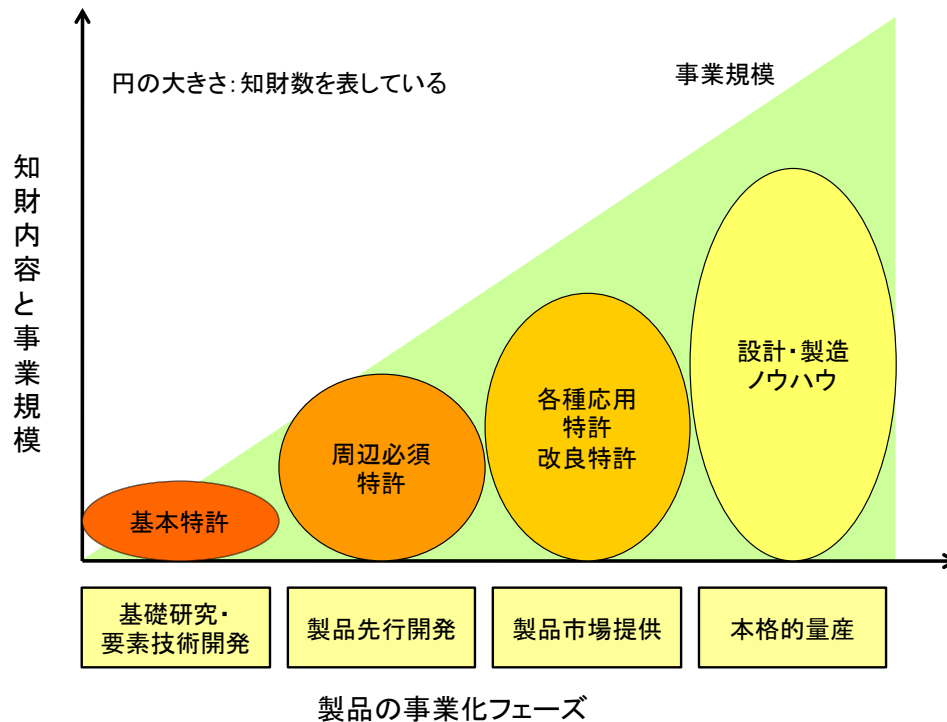 円の大きさ：知財数を表している
事業規模
知財内容と事業規模
設計・製造
ノウハウ
各種応用
特許
改良特許
周辺必須
特許
基本特許
基礎研究・
要素技術開発
製品先行開発
製品市場提供
本格的量産
製品の事業化フェーズ